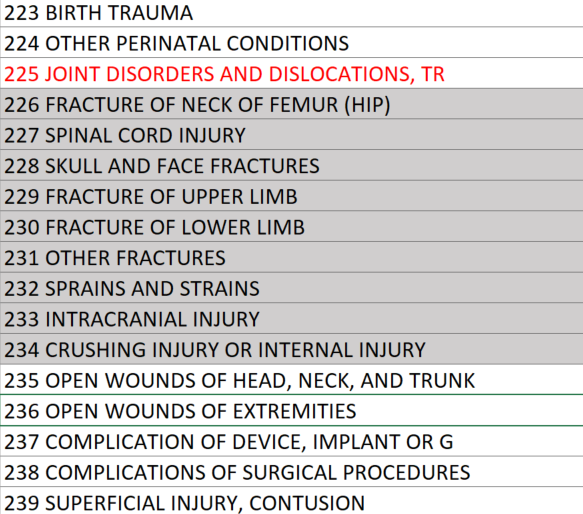 223 BIRTH TRAUMA
224 OTHER PERINATAL CONDITIONS
225 JOINT DISORDERS AND DISLOCATIONS, TR
226 FRACTURE OF NECK OF FEMUR (HIP)
227 SPINAL CORD INJURY
228 SKULL AND FACE FRACTURES
229 FRACTURE OF UPPER LIMB
230 FRACTURE OF LOWER LIMB
231 OTHER FRACTURES
232 SPRAINS AND STRAINS
233 INTRACRANIAL INJURY
234 CRUSHING INJURY OR INTERNAL INJURY
235 OPEN WOUNDS OF HEAD, NECK, AND TRUNK
236 OPEN WOUNDS OF EXTREMITIES
237 COMPLICATION OF DEVICE, IMPLANT OR G
238 COMPLICATIONS OF SURGICAL PROCEDURES
239 SUPERFICIAL INJURY, CONTUSION